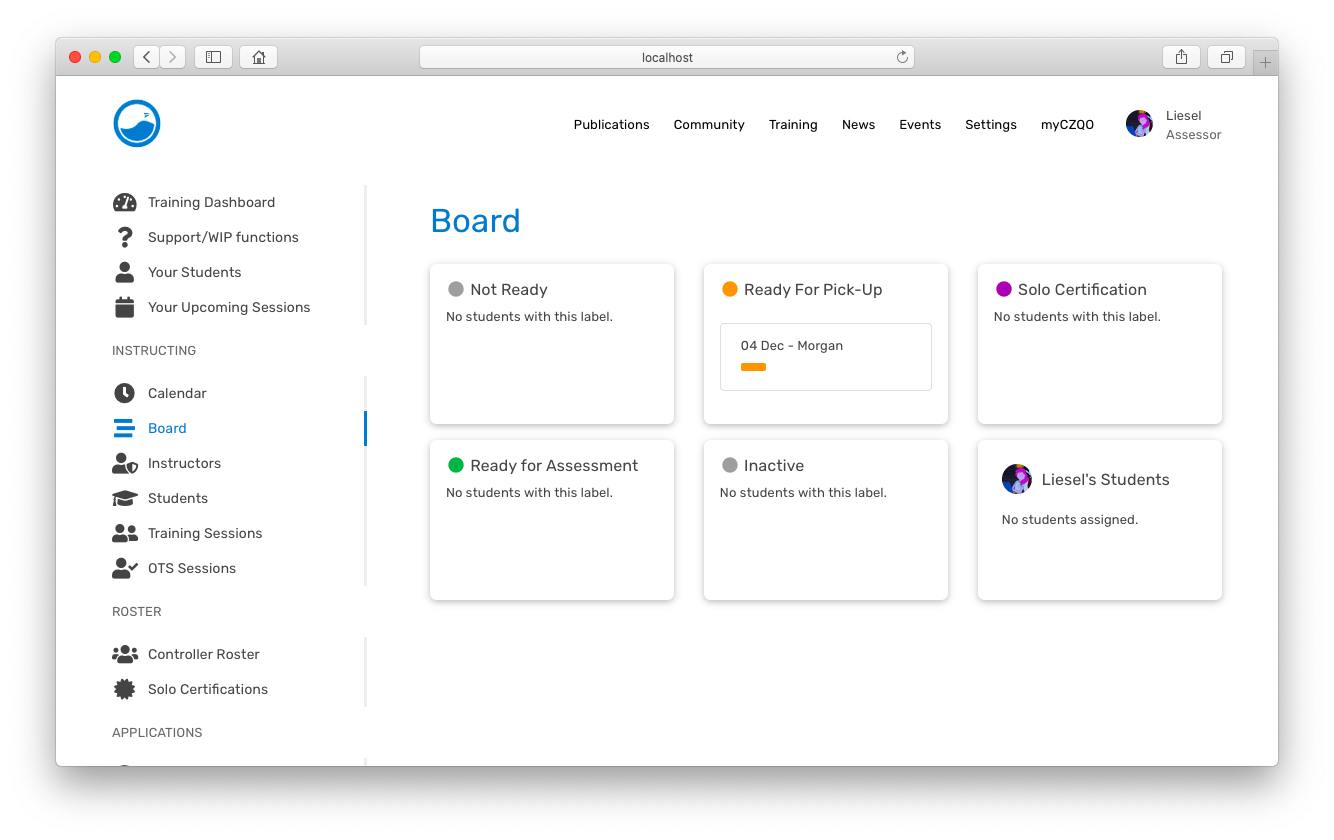 localhost
Publications Community Training News Events Settings myCZQO
Liesel
Assessor
Training Dashboard
Support/WIP functions
Your Students
Your Upcoming Sessions
INSTRUCTING
Calendar
Board
Instructors
Students
Training Sessions
OTS Sessions
ROSTER
Controller Roster
Solo Certifications
APPLICATIONS
Board
Not Ready
No students with this label.
Ready For Pick-Up
04 Dec - Morgan
Solo Certification
No students with this label.
Ready for Assessment
No students with this label.
Inactive
No students with this label.
Liesel's Students
No students assigned.